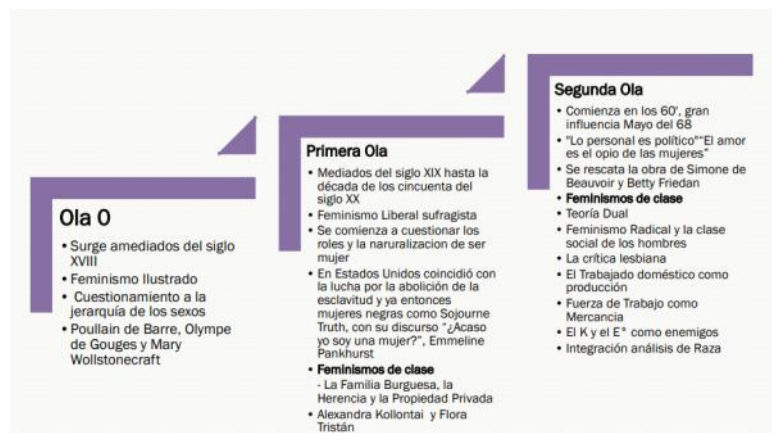 Ola 0
• Surge amediados del siglo
XVIII
• Feminismo Ilustrado
• Cuestionamiento a la
jerarquía de los sexos
• Poullain de Barre, Olympe
de Gouges y Mary
Wollstonecraft
Primera Ola
• Mediados del siglo XIX hasta la
década de los cincuenta del
siglo XX
• Feminismo Liberal sufragista
• Se comienza a cuestionar los
roles y la naruralizacion de ser
mujer
• En Estados Unidos coincidió con
la lucha por la abolición de la
esclavitud y ya entonces
mujeres negras como Sojourne
Truth, con su discurso "¿Acaso
yo soy una mujer?", Emmeline
Pankhurst
• Feminismos de clase
- La Familia Burguesa, la
Herencia y la Propiedad Privada
• Alexandra Kollontai y Flora
Tristán
Segunda Ola
• Comienza en los 60', gran
influencia Mayo del 68
• "Lo personal es político""El amor
es el opio de las mujeres"
• Se rescata la obra de Simone de
Beauvoir y Betty Friedan
• Feminismos de clase
• Teoría Dual
• Feminismo Radical y la clase
social de los hombres
• La crítica lesbiana
• El Trabajado doméstico como
producción
• Fuerza de Trabajo como
Mercancia
• El K y el E° como enemigos
• Integración análisis de Raza